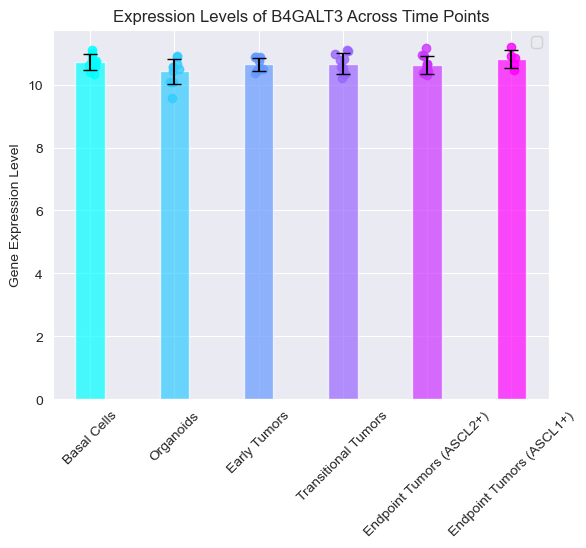 Expression Levels of B4GALT3 Across Time Points
Gene Expression Level
10
8
6
4
2
0
Basal Cells
Organoids
Early Tumors
Transitional Tumors
Endpoint Tumors (ASCL2+)
Endpoint Tumors (ASCL1+)